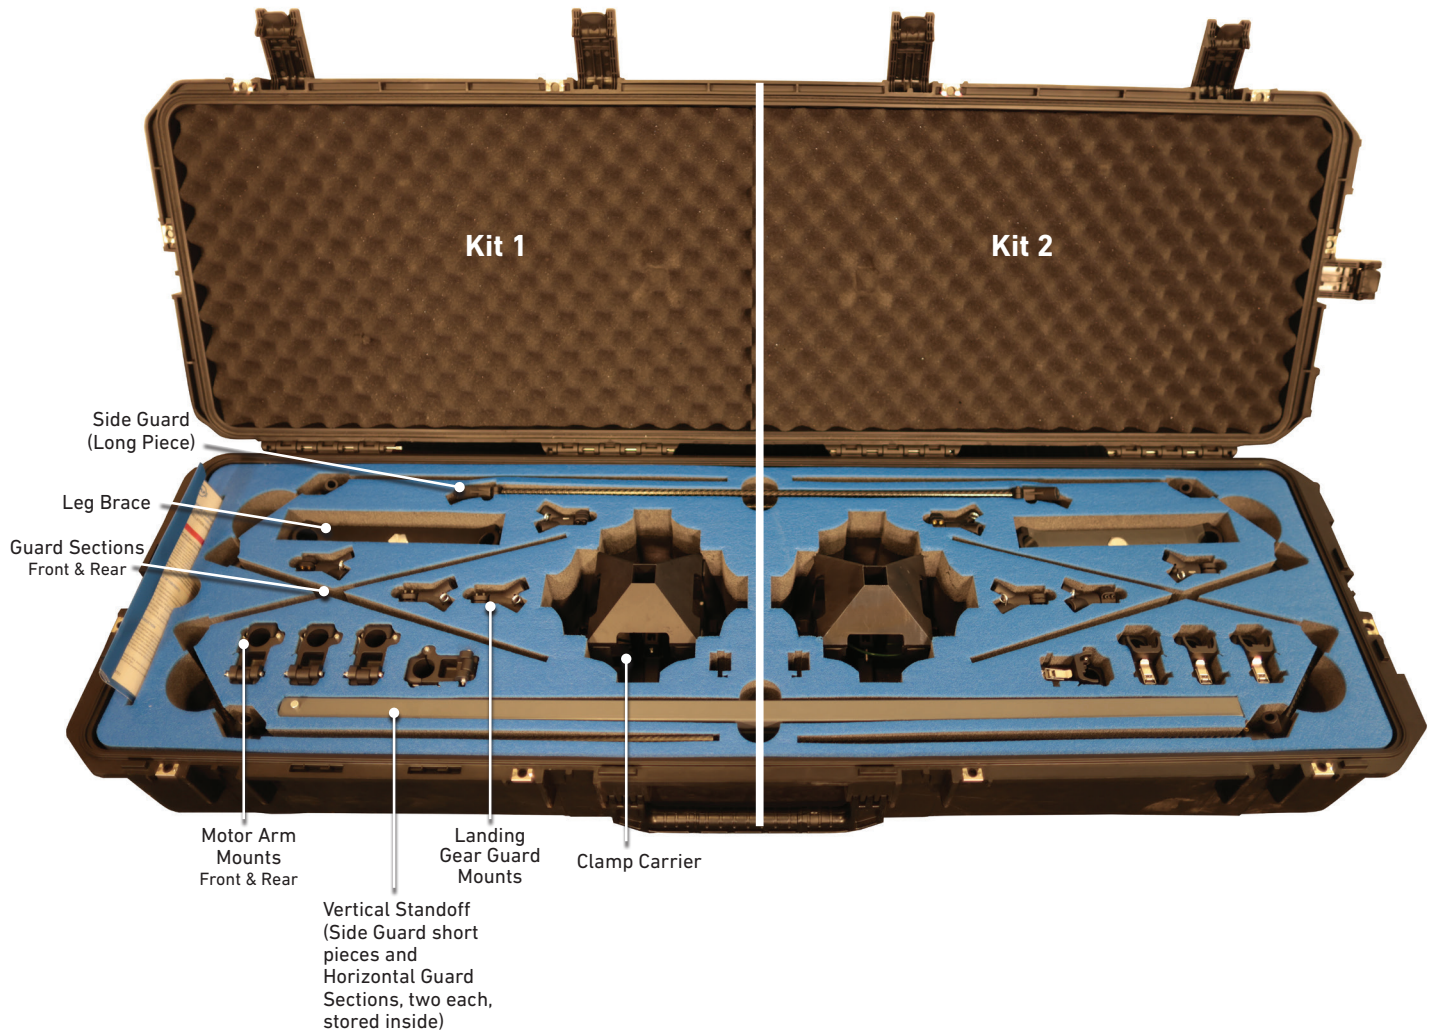 Kit 1
Kit 2
Side Guard
(Long Piece)
Leg Brace
Guard Sections
Front & Rear
Motor Arm
Mounts
Front & Rear
Landing
Gear Guard
Mounts
Clamp Carrier
Vertical Standoff
(Side Guard short
pieces and
Horizontal Guard
Sections, two each,
stored inside)